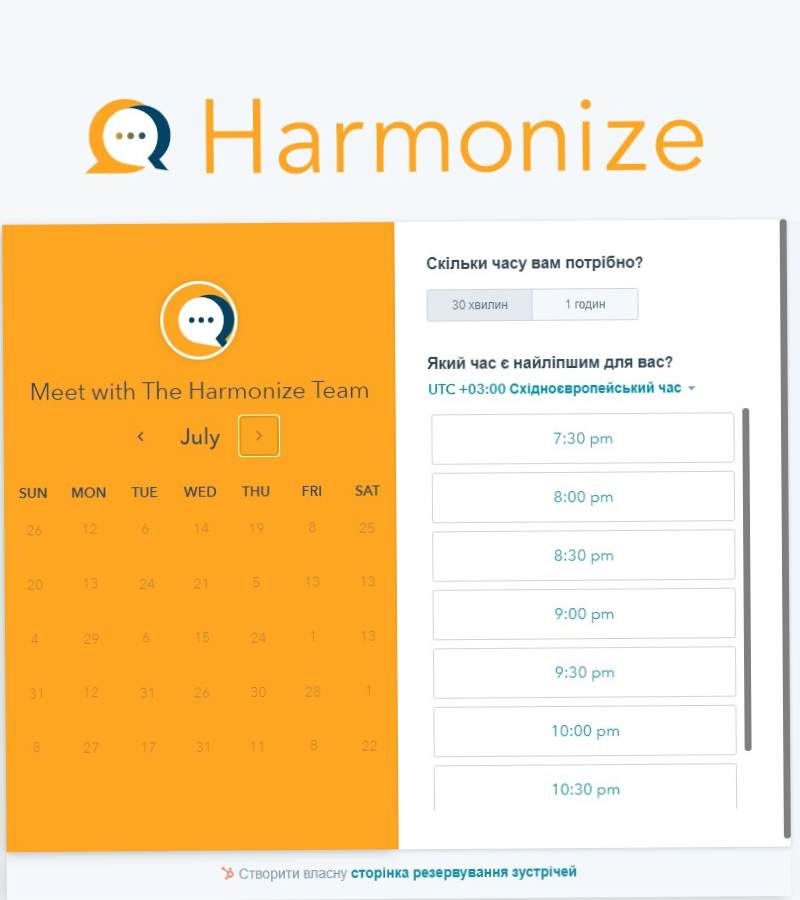 Harmonize
Meet with The Harmonize Team
July
SUN MON TUE WED THU FRI SAT
26 12 6 14 19 8 25
20 13 24 21 5 13 13
4 29 6 15 24 1 13
31 12 31 26 30 28 1
8 27 17 31 11 8 22
Скільки часу вам потрібно?
30 хвилин 1 годин
Який час є найліпшим для вас?
UTC +03:00 Східноєвропейський час
7:30 pm
8:00 pm
8:30 pm
9:00 pm
9:30 pm
10:00 pm
10:30 pm
Створити власну сторінка резервування зустрічей